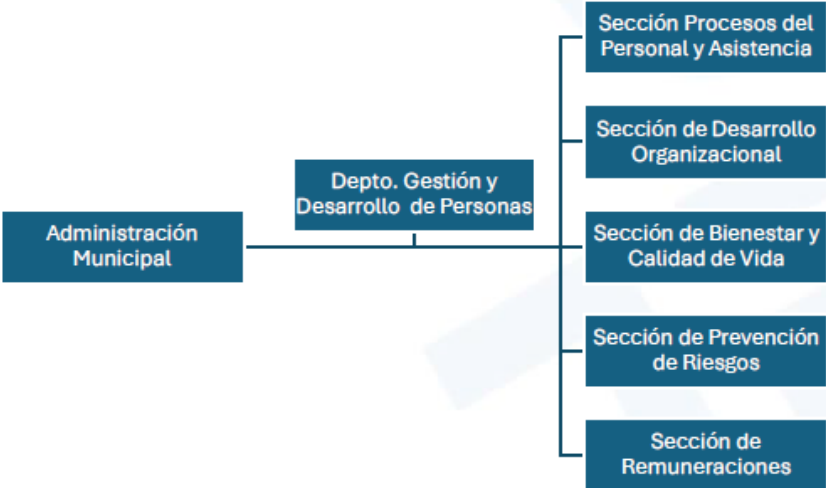 Sección Procesos del
Personal y Asistencia
Sección de Desarrollo
Organizacional
Depto. Gestión y
Desarrollo de Personas
Administración
Municipal
Sección de Bienestar y
Calidad de Vida
Sección de Prevención
de Riesgos
Sección de
Remuneraciones